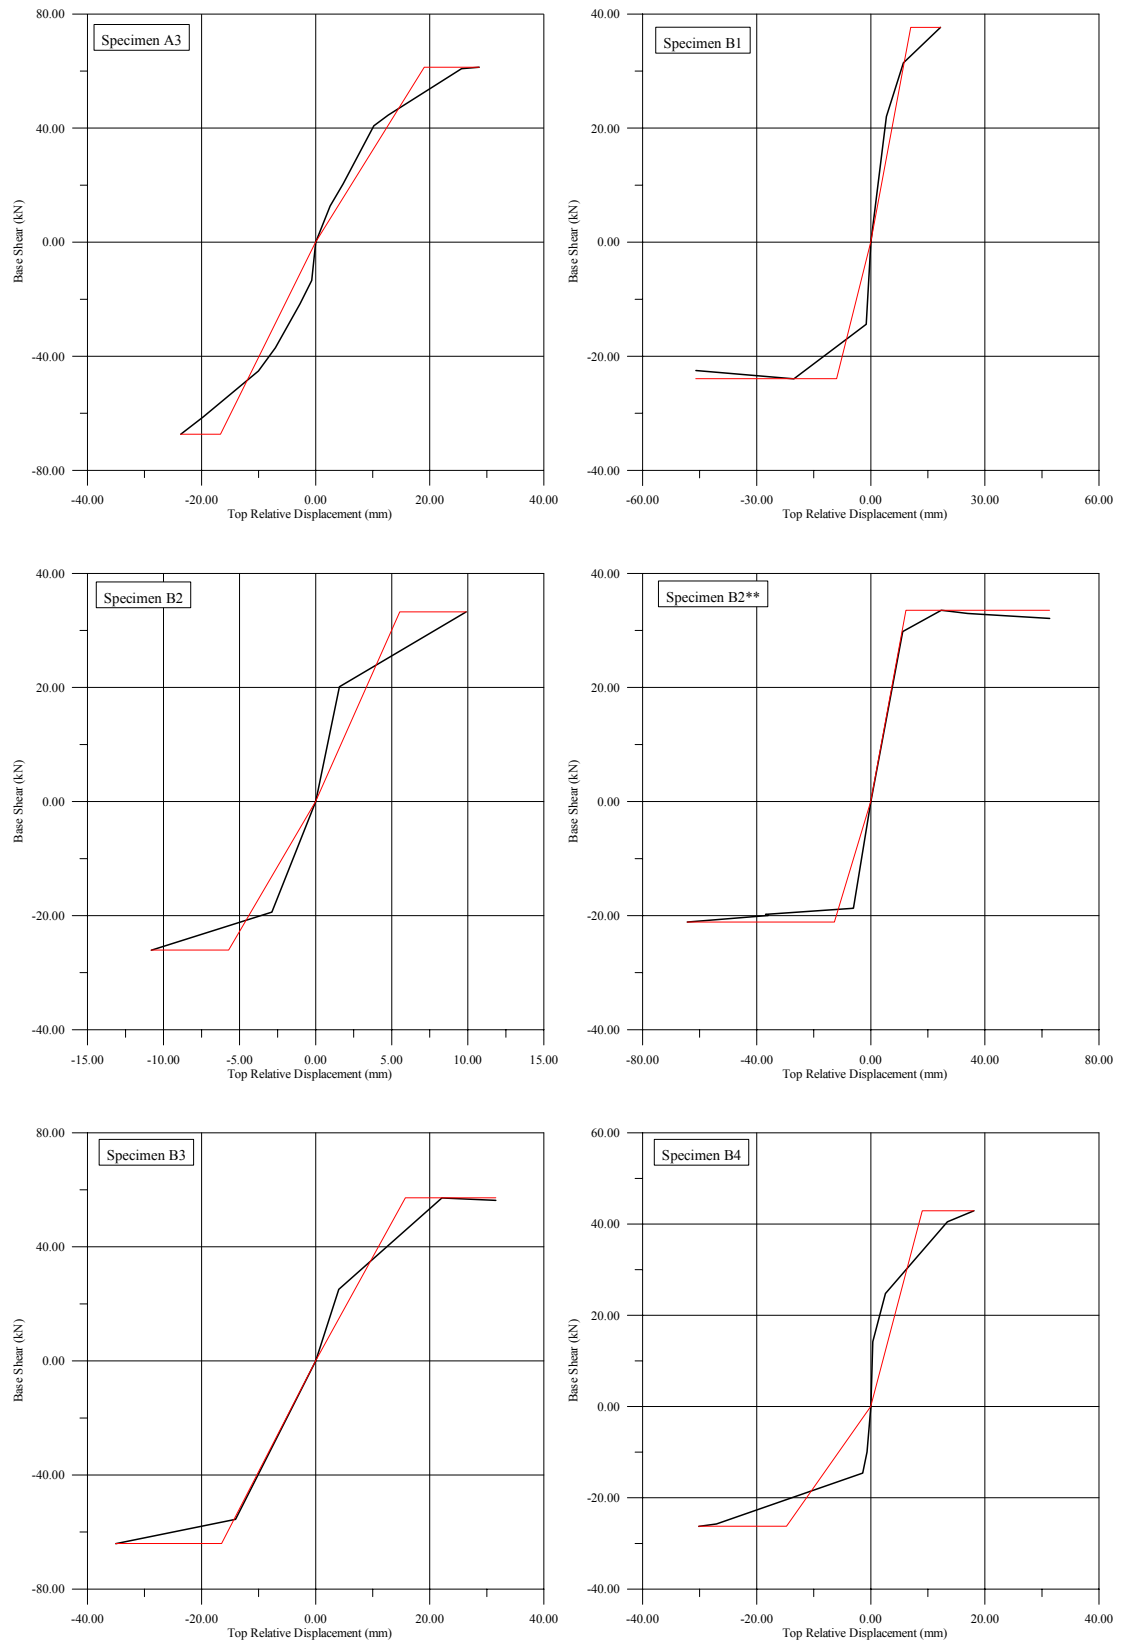 80.00
40.00
0.00
-40.00
-80.00
Base Shear (kN)
Specimen A3
-40.00 -20.00 0.00 20.00 40.00
Top Relative Displacement (mm)
40.00
20.00
0.00
-20.00
-40.00
Base Shear (kN)
Specimen B1
-60.00 -30.00 0.00 30.00 60.00
Top Relative Displacement (mm)
40.00
20.00
0.00
-20.00
-40.00
Base Shear (kN)
Specimen B2
-15.00 -10.00 -5.00 0.00 5.00 10.00 15.00
Top Relative Displacement (mm)
40.00
20.00
0.00
-20.00
-40.00
Base Shear (kN)
Specimen B2**
-80.00 -40.00 0.00 40.00 80.00
Top Relative Displacement (mm)
80.00
40.00
0.00
-40.00
-80.00
Base Shear (kN)
Specimen B3
-40.00 -20.00 0.00 20.00 40.00
Top Relative Displacement (mm)
60.00
40.00
20.00
0.00
-20.00
-40.00
Base Shear (kN)
Specimen B4
-40.00 -20.00 0.00 20.00 40.00
Top Relative Displacement (mm)